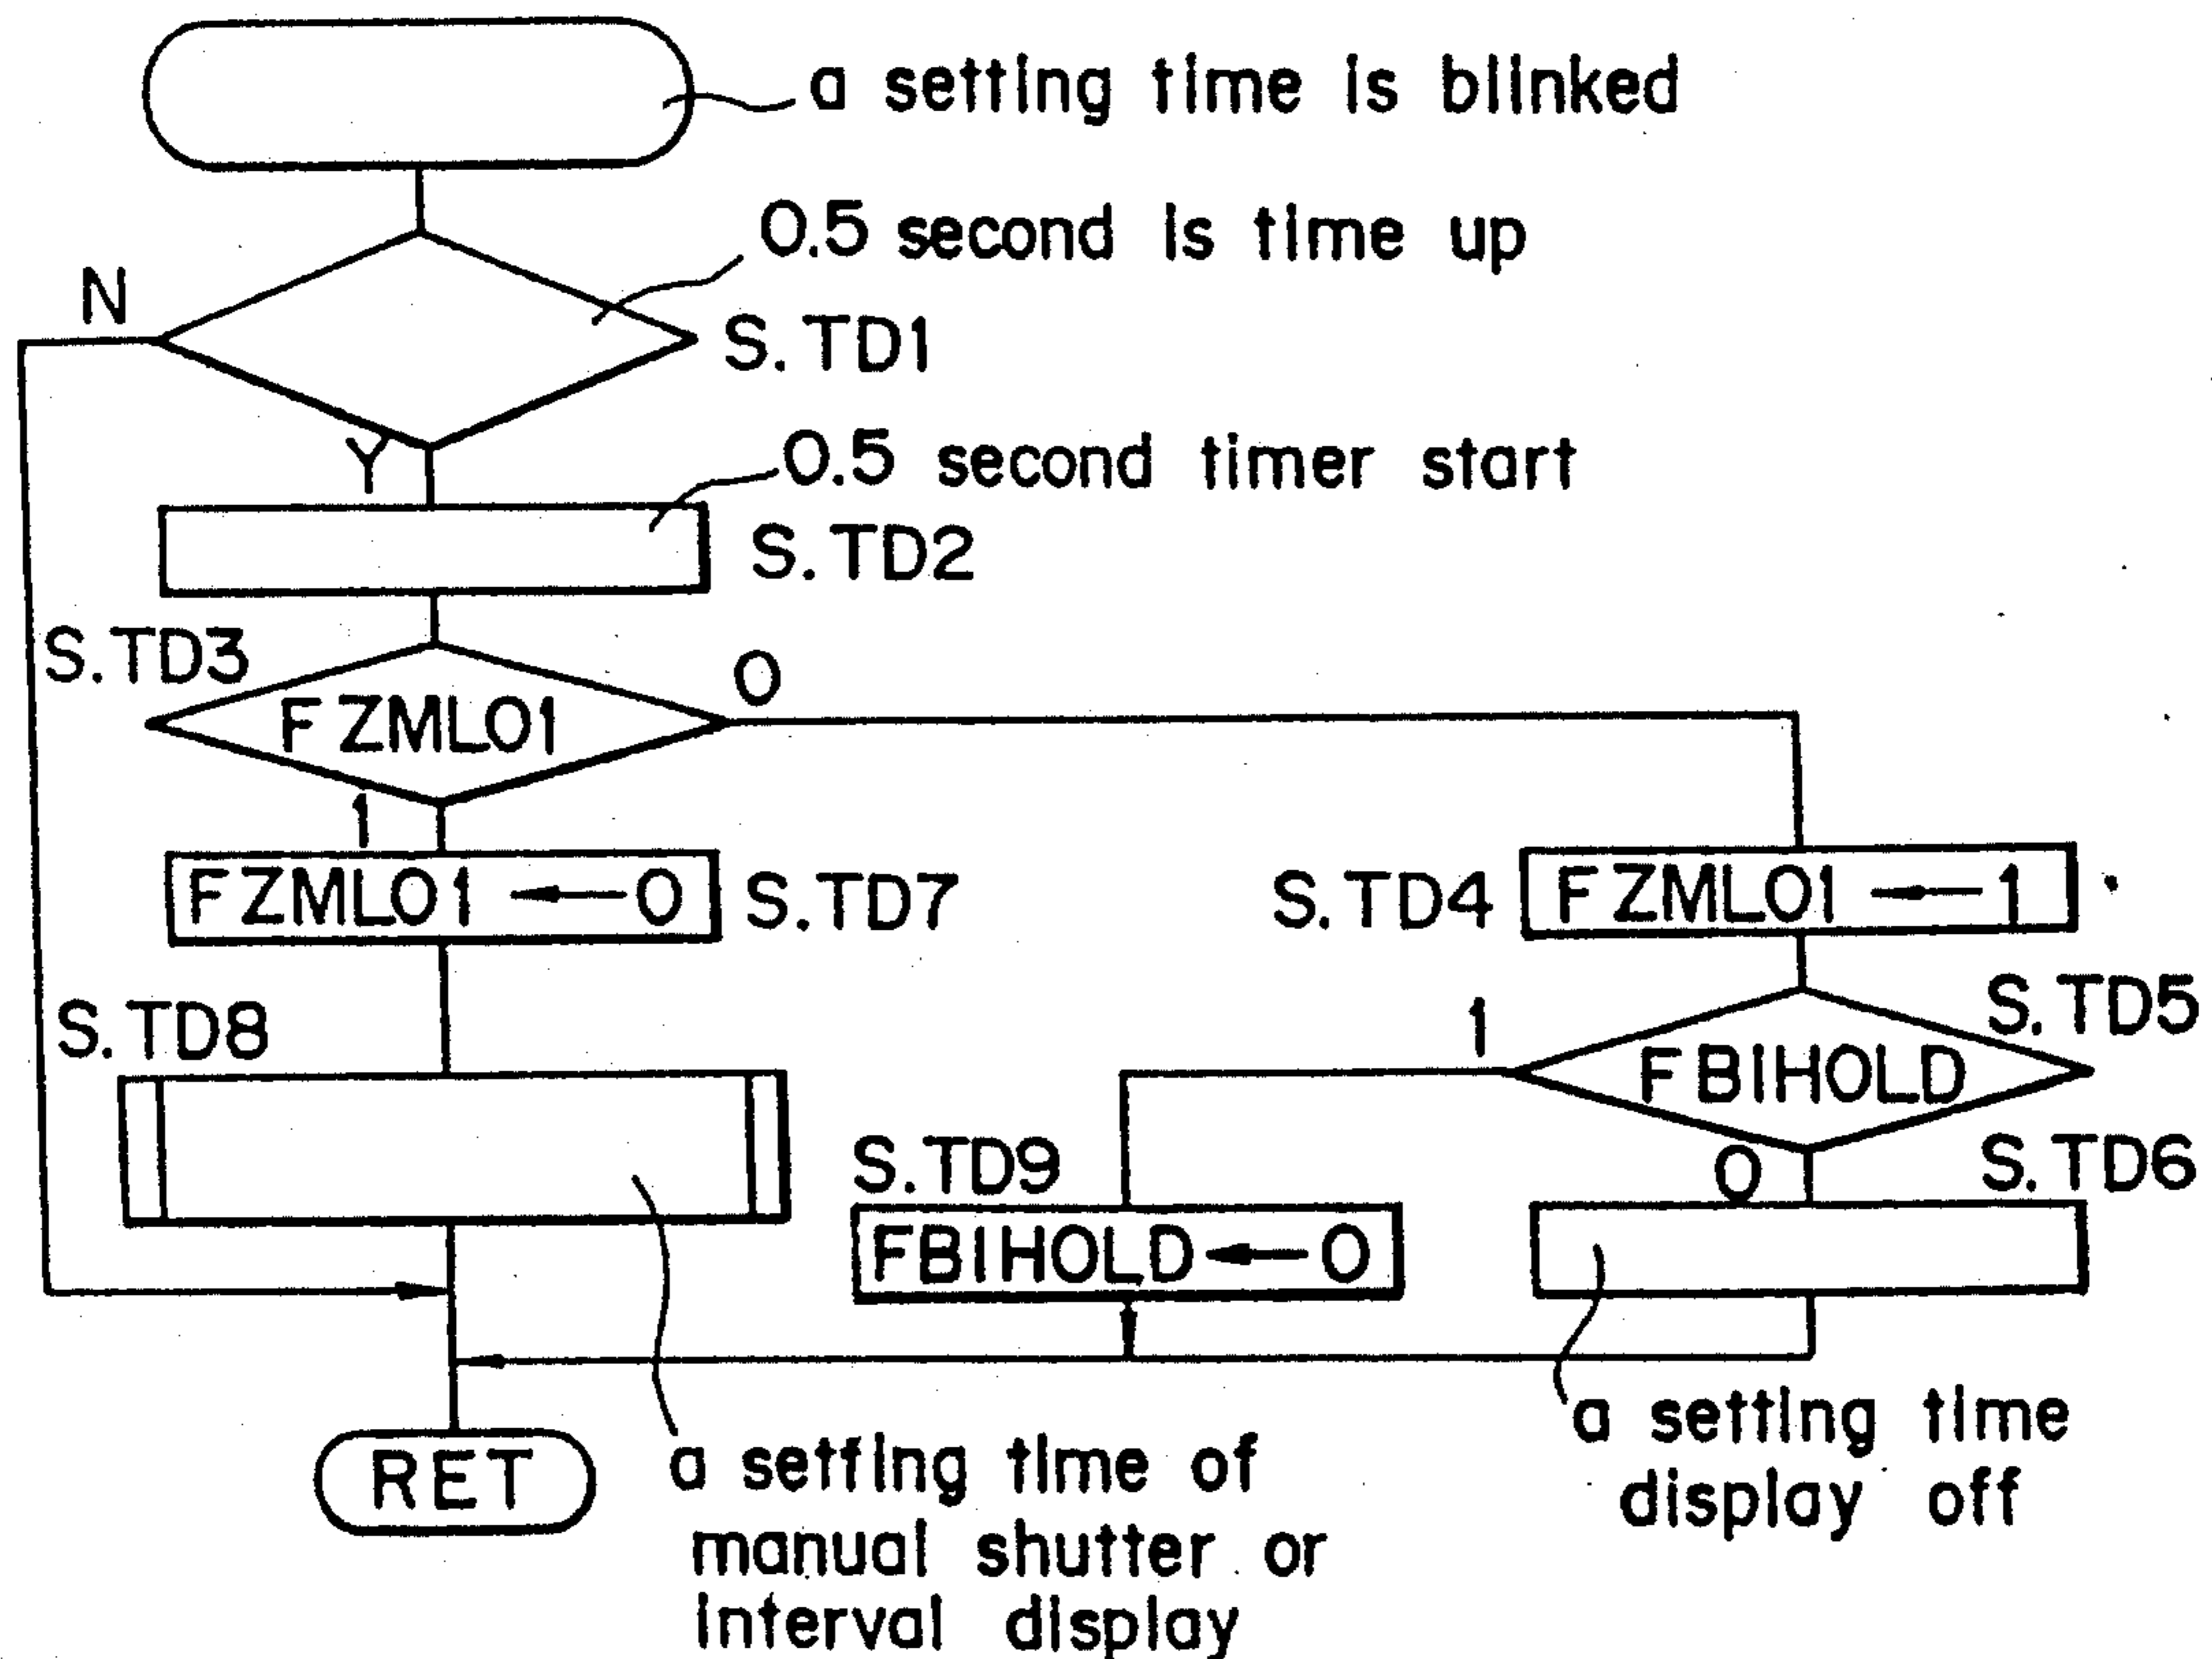 a setting time is blinked
0.5 second is time up
N
S.TD1
Y
0.5 second timer start
S.TD2
S.TD3
FZML01
0
1
FZML01 ← 0
S.TD7
S.TD4
FZML01 ← 1
S.TD5
FBIHOLD
1
0
S.TD8
S.TD9
FBIHOLD ← 0
S.TD6
RET
a setting time of
manual shutter or
interval display
a setting time
display off